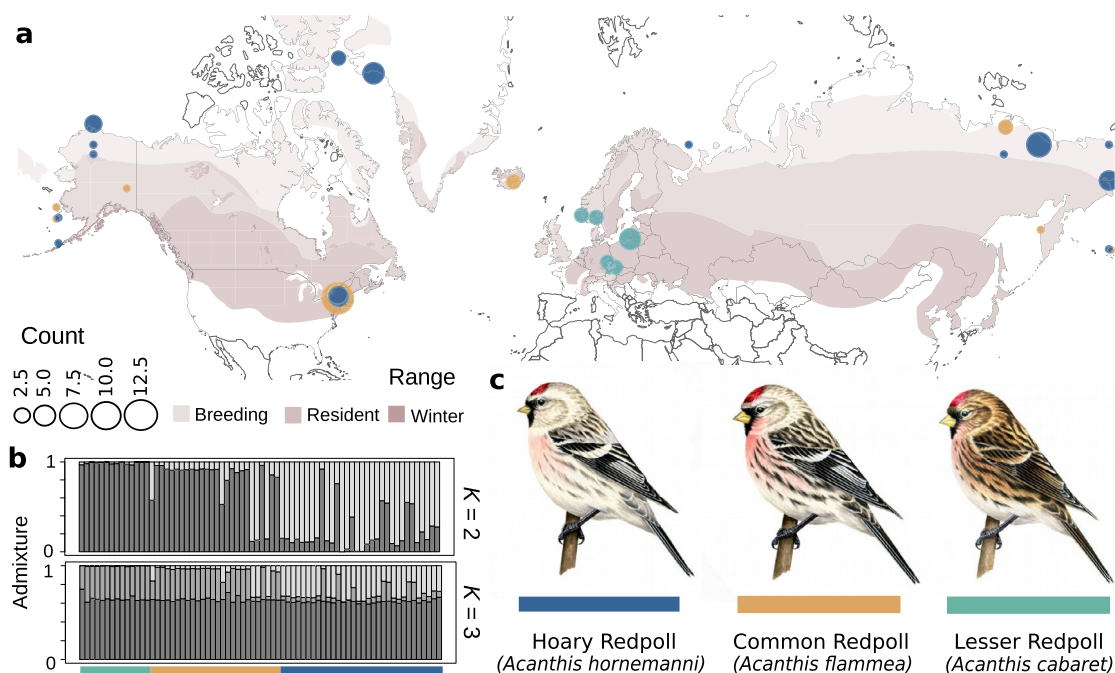 a
Count
2.5
5.0
7.5
10.0
12.5
Range
Breeding
Resident
Winter
b
Admixture
1
0
K = 2
1
0
K = 3
c
Hoary Redpoll
(Acanthis hornemanni)
Common Redpoll
(Acanthis flammea)
Lesser Redpoll
(Acanthis cabaret)